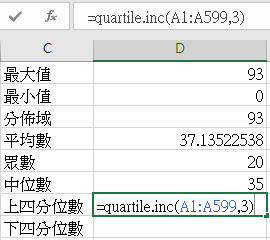 =quartile.inc(A1:A599,3)
C D
最大值 93
最小值 0
分佈域 93
平均數 37.13522538
眾數 20
中位數 35
上四分位數 =quartile.inc(A1:A599,3)
下四分位數